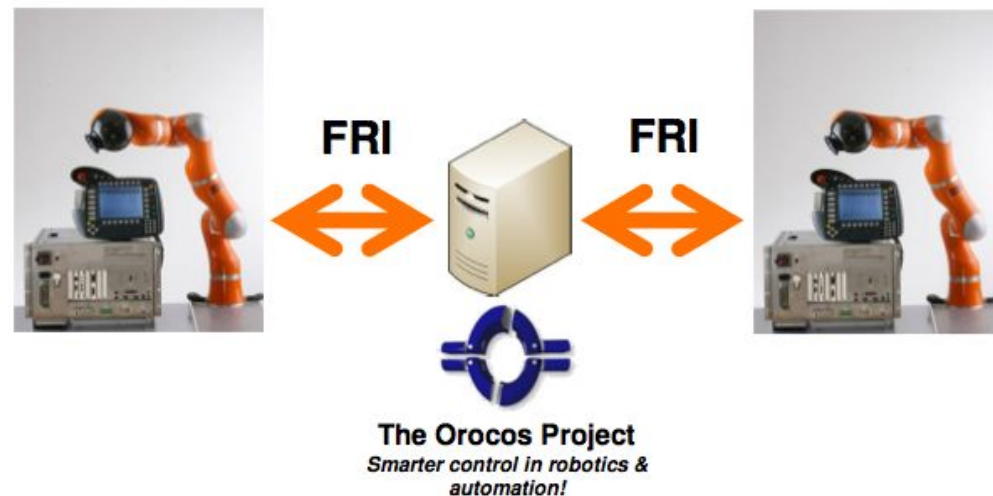 FRI
FRI
The Orocos Project
Smarter control in robotics &
automation!